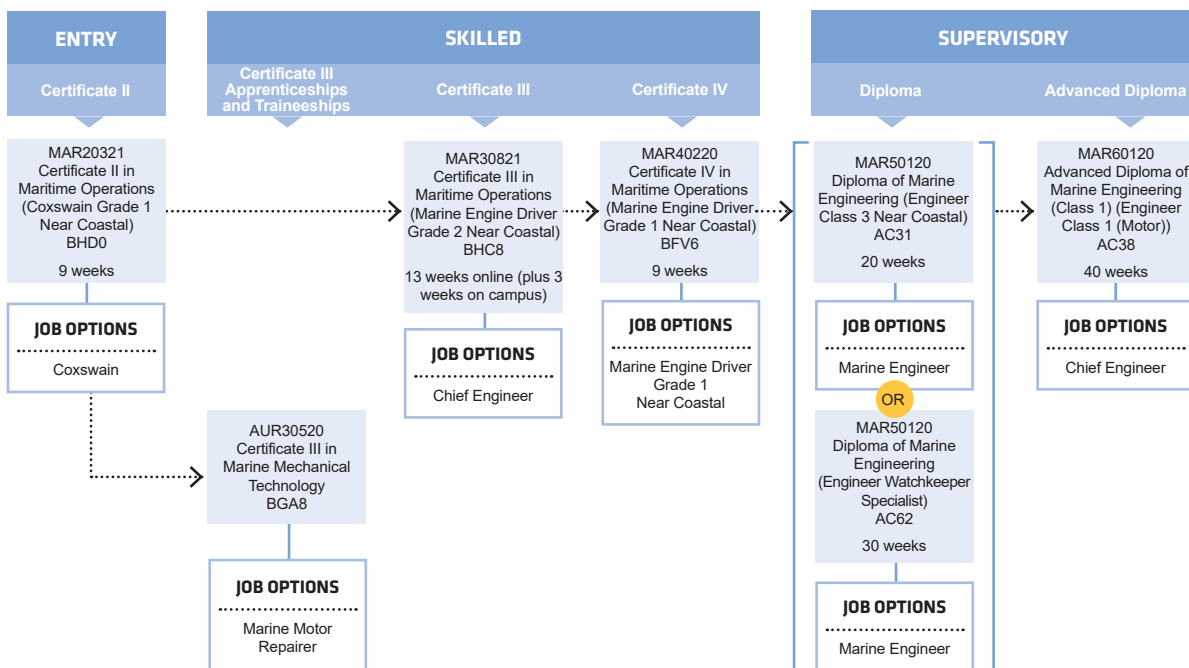 ENTRY
SKILLED
SUPERVISORY
Certificate II
Certificate III
Apprenticeships
and Traineeships
Certificate III
Certificate IV
Diploma
Advanced Diploma
MAR20321
Certificate II in
Maritime Operations
(Coxswain Grade 1
Near Coastal)
BHD0
9 weeks
JOB OPTIONS
Coxswain
AUR30520
Certificate III in
Marine Mechanical
Technology
BGA8
JOB OPTIONS
Marine Motor
Repairer
MAR30821
Certificate III in
Maritime Operations
(Marine Engine Driver
Grade 2 Near Coastal)
BHC8
13 weeks online (plus 3
weeks on campus)
JOB OPTIONS
Chief Engineer
MAR40220
Certificate IV in
Maritime Operations
(Marine Engine Driver
Grade 1 Near Coastal)
BFV6
9 weeks
JOB OPTIONS
Marine Engine Driver
Grade 1
Near Coastal
MAR50120
Diploma of Marine
Engineering (Engineer
Class 3 Near Coastal)
AC31
20 weeks
JOB OPTIONS
Marine Engineer
OR
MAR50120
Diploma of Marine
Engineering
(Engineer Watchkeeper
Specialist)
AC62
30 weeks
JOB OPTIONS
Marine Engineer
MAR60120
Advanced Diploma of
Marine Engineering
(Class 1) (Engineer
Class 1 (Motor))
AC38
40 weeks
JOB OPTIONS
Chief Engineer